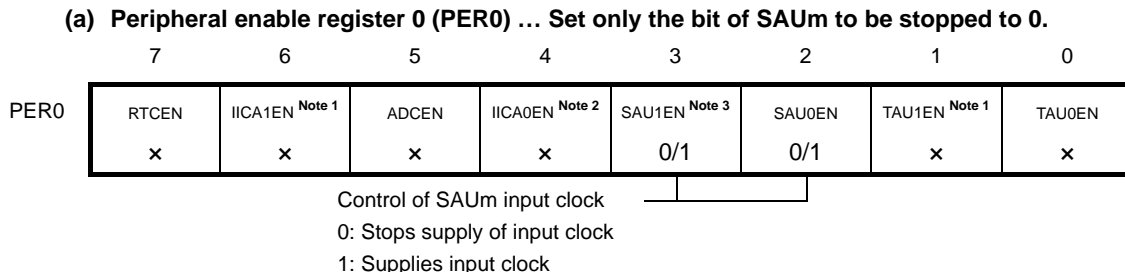 (a) Peripheral enable register 0 (PER0) … Set only the bit of SAUm to be stopped to 0.
7 6 5 4 3 2 1 0
PER0 RTCEN IICA1EN Note 1 ADCEN IICA0EN Note 2 SAU1EN Note 3 SAU0EN TAU1EN Note 1 TAU0EN
× × × × 0/1 0/1 × ×
Control of SAUm input clock
0: Stops supply of input clock
1: Supplies input clock